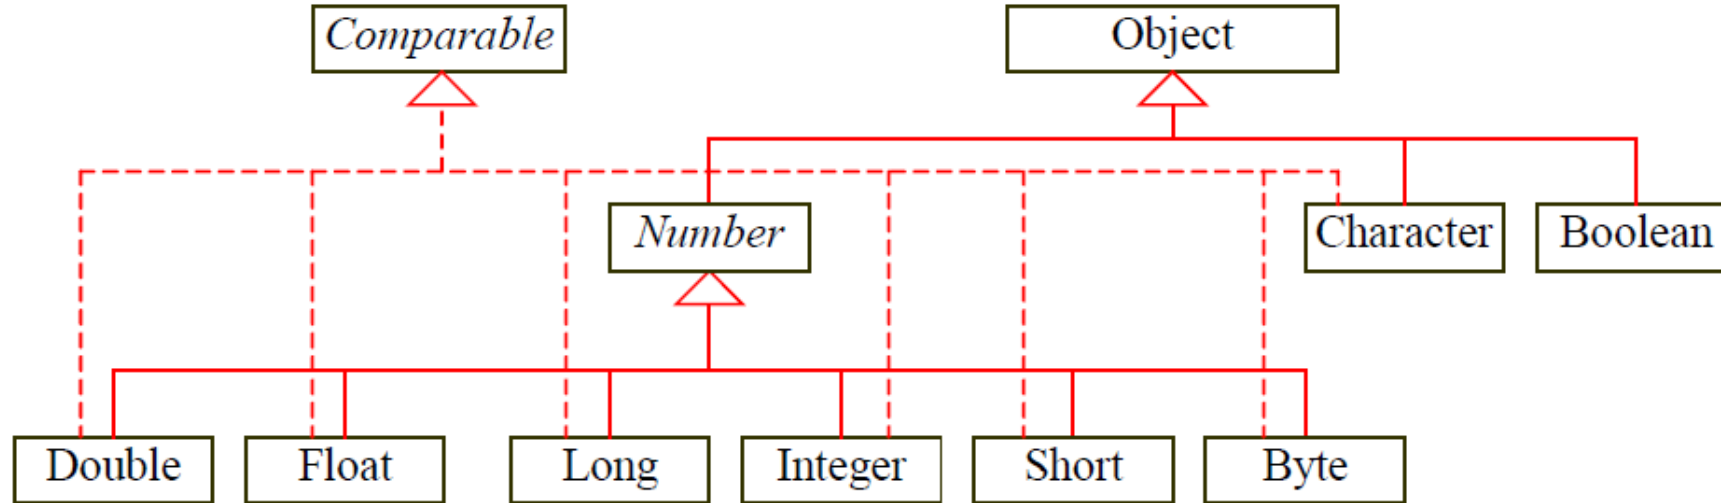 Comparable
Object
Number
Character
Boolean
Double
Float
Long
Integer
Short
Byte